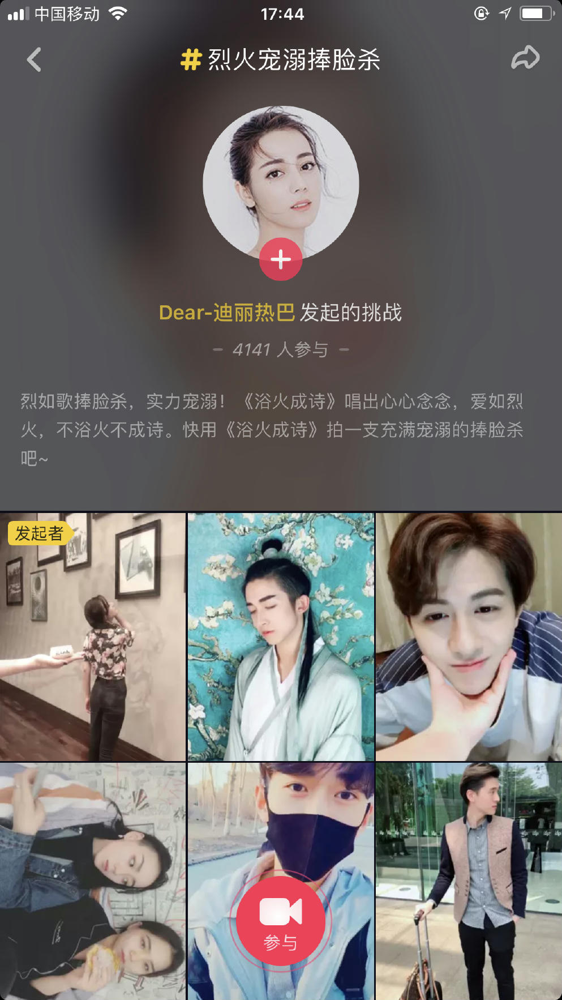 中国移动
17:44
#烈火宠溺捧脸杀
Dear-迪丽热巴 发起的挑战
4141 人参与
烈如歌捧脸杀，实力宠溺！《浴火成诗》唱出心心念念，爱如烈
火，不浴火不成诗。快用《浴火成诗》拍一支充满宠溺的捧脸杀
吧~
发起者
参与